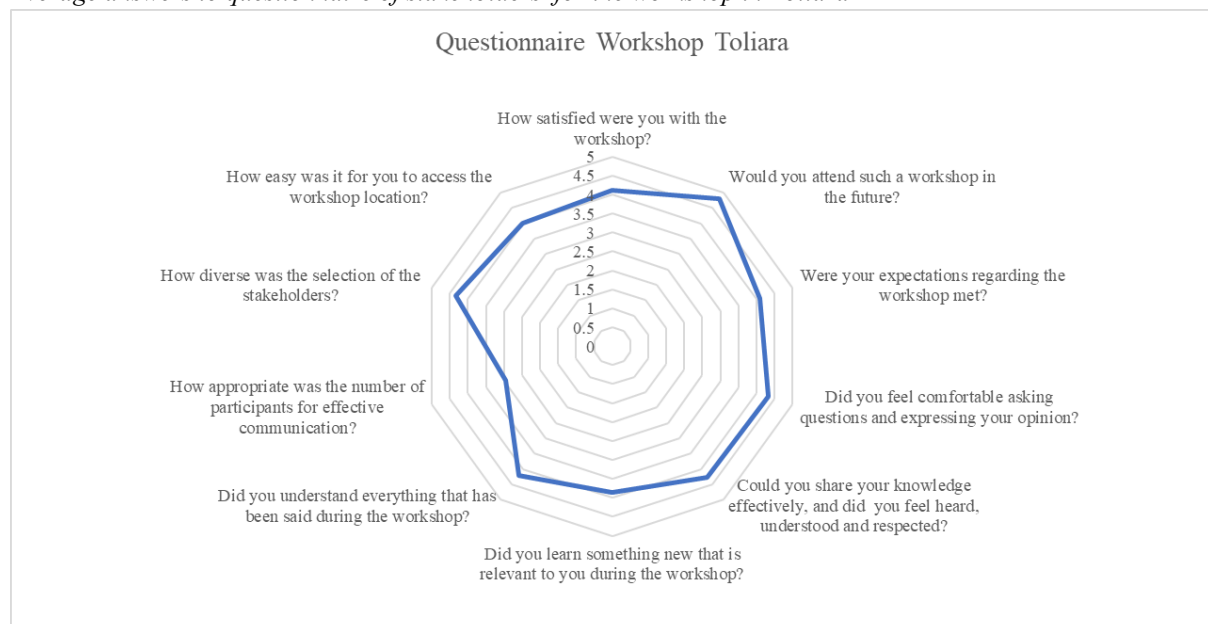 Questionnaire Workshop Toliara
How satisfied were you with the
workshop?
5
4.5
4
3.5
3
2.5
2
1.5
1
0.5
0
Would you attend such a workshop in
the future?
Were your expectations regarding the
workshop met?
Did you feel comfortable asking
questions and expressing your opinion?
Could you share your knowledge
effectively, and did you feel heard,
understood and respected?
Did you learn something new that is
relevant to you during the workshop?
Did you understand everything that has
been said during the workshop?
How appropriate was the number of
participants for effective
communication?
How diverse was the selection of the
stakeholders?
How easy was it for you to access the
workshop location?